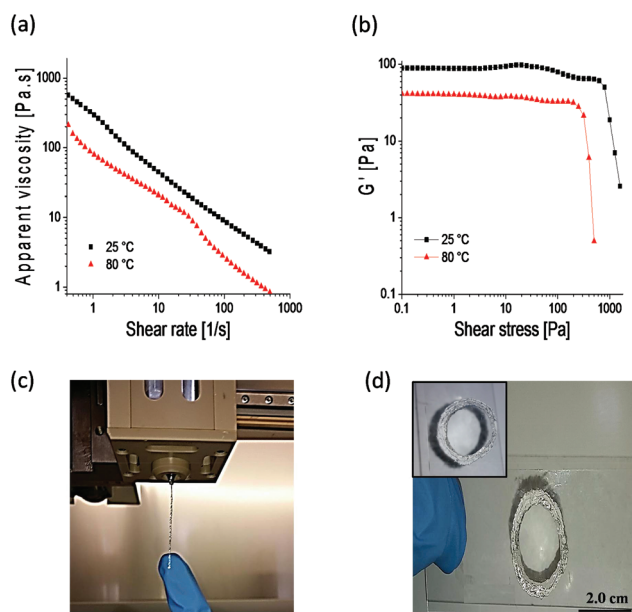 (a)
Apparent viscosity [Pa.s]
1000
100
10
1
25 °C
80 °C
1
10
100
1000
Shear rate [1/s]
(b)
G' [Pa]
100
10
1
0.1
25 °C
80 °C
0.1
1
10
100
1000
Shear stress [Pa]
(c)
(d)
2.0 cm